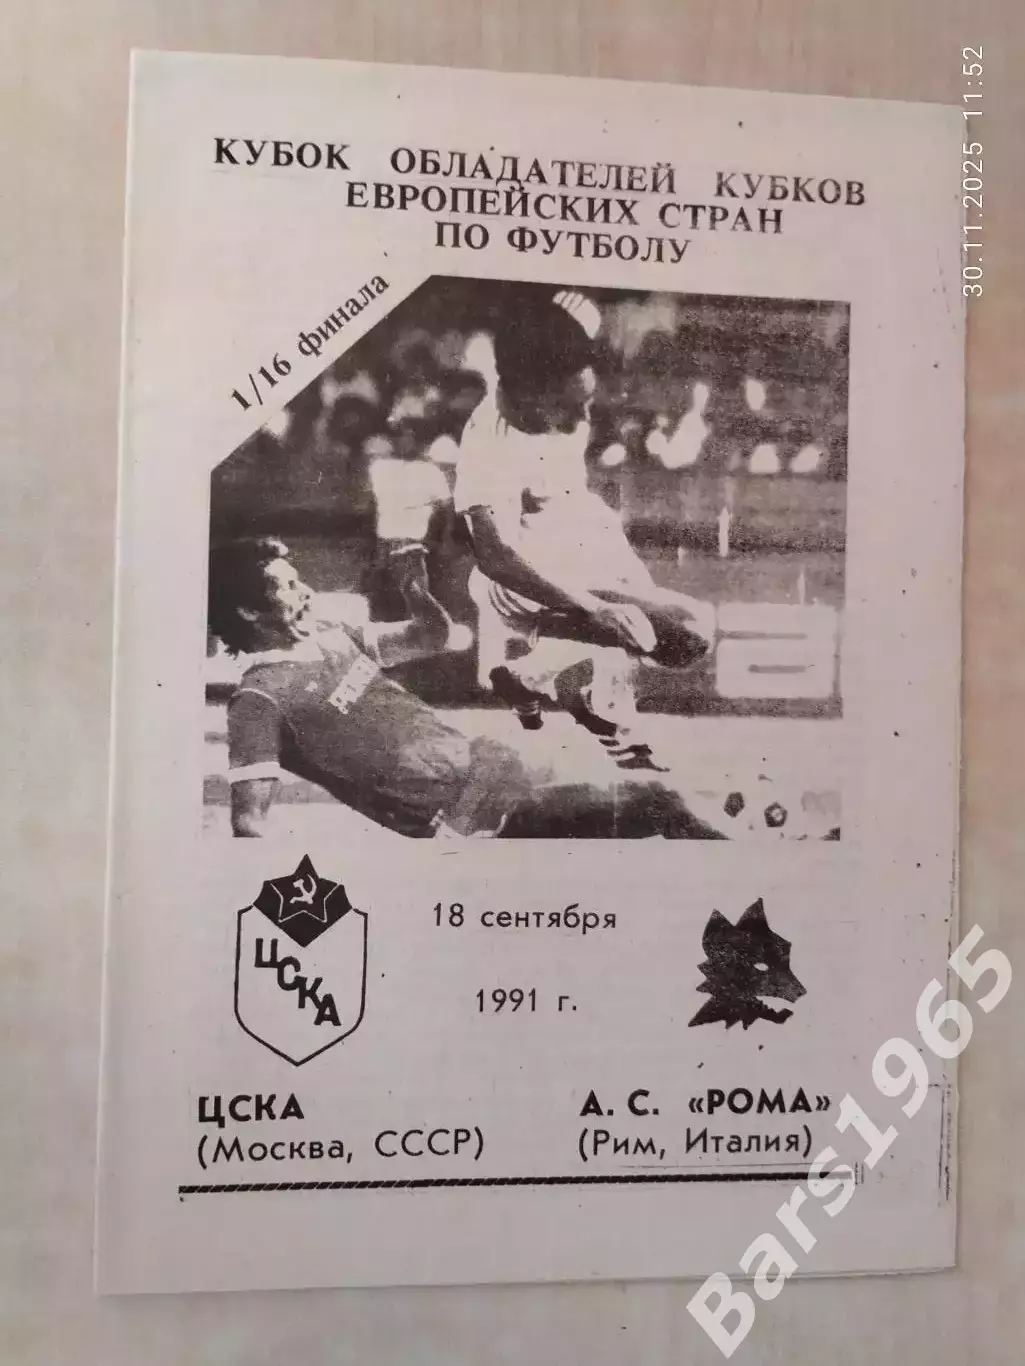 КУБОК ОБЛАДАТЕЛЕЙ КУБКОВ
ЕВРОПЕЙСКИХ СТРАН
ПО ФУТБОЛУ
1/16 финала
ЦСКА
18 сентября
1991 г.
ЦСКА
(Москва, СССР)
А. С. «РОМА»
(Рим, Италия)
30.11.2025 11:52
Bars1965